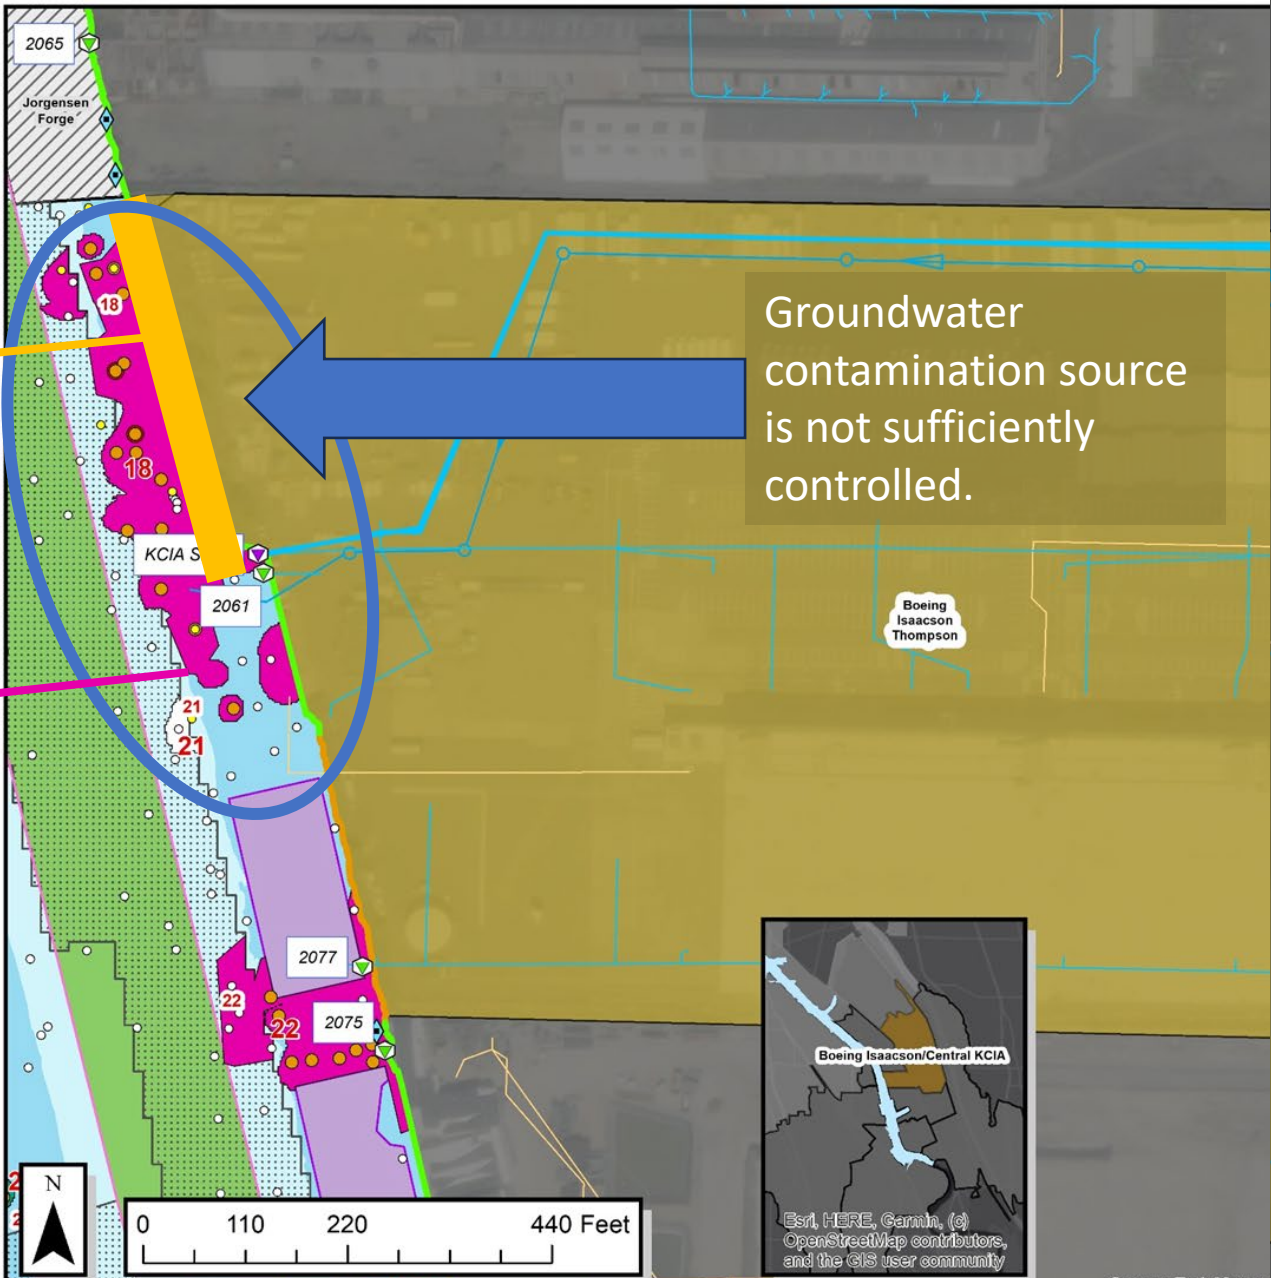 2065
Jorgensen
Forge
18
Groundwater
contamination source
is not sufficiently
controlled.
18
KCIA S
2061
Boeing
Isaacson
Thompson
21
21
2077
22
22
2075
Boeing Isaacson/Central KCIA
N
0 110 220 440 Feet
Esri, HERE, Garmin, (c)
OpenStreetMap contributors,
and the GIS user community